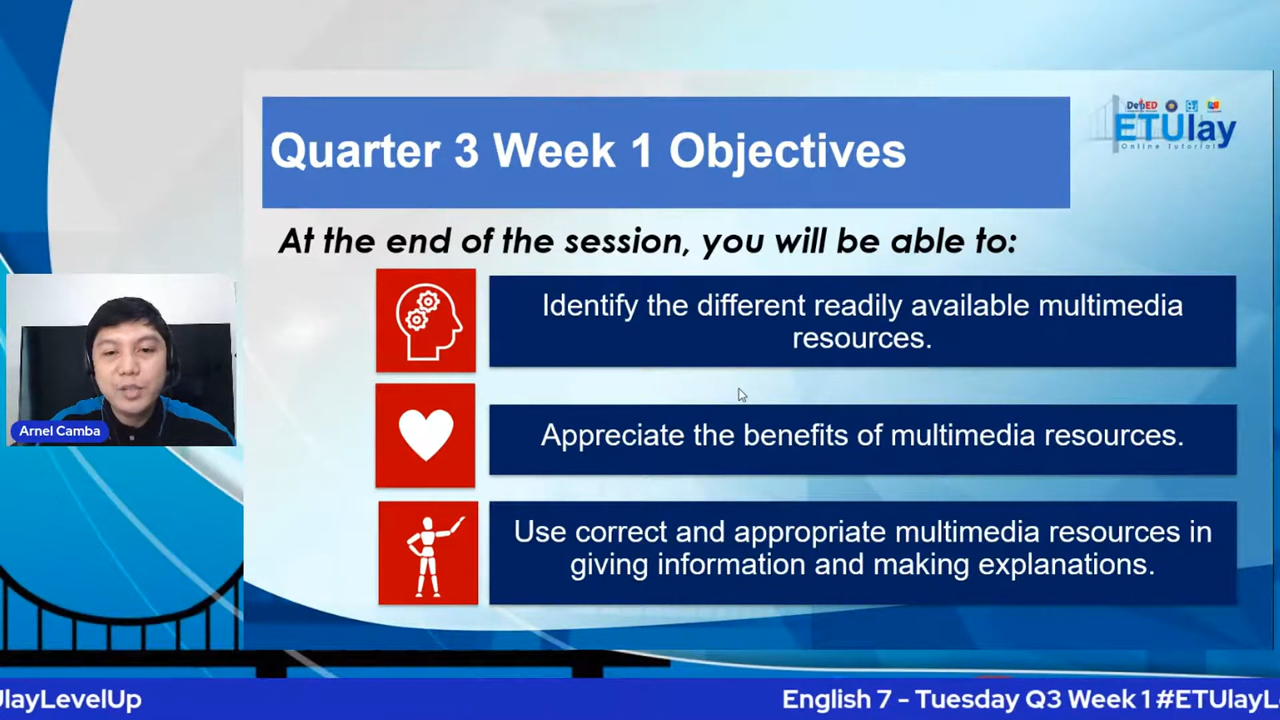 Quarter 3 Week 1 Objectives
DepED
ETUlay
Online Tutorial
At the end of the session, you will be able to:
Identify the different readily available multimedia
resources.
Appreciate the benefits of multimedia resources.
Use correct and appropriate multimedia resources in
giving information and making explanations.
Arnel Camba
UlayLevelUp
English 7 - Tuesday Q3 Week 1 #ETUlayL